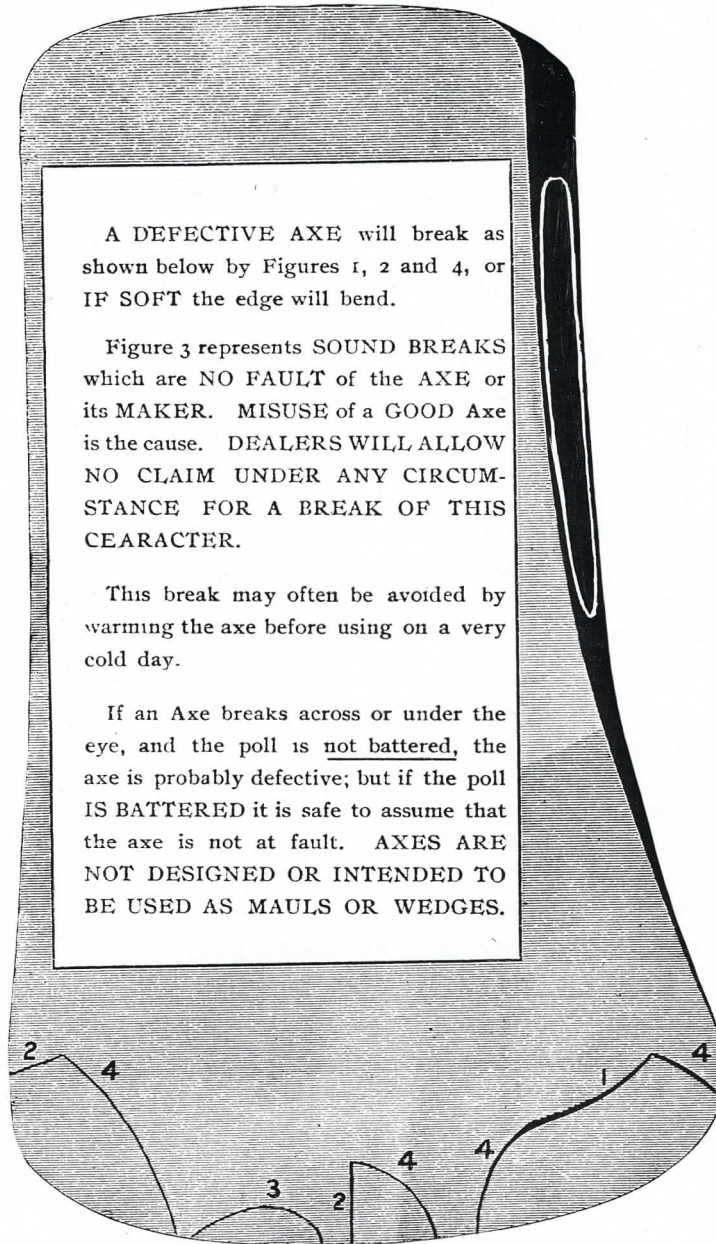 A DEFECTIVE AXE will break as
shown below by Figures 1, 2 and 4, or
IF SOFT the edge will bend.
Figure 3 represents SOUND BREAKS
which are NO FAULT of the AXE or
its MAKER. MISUSE of a GOOD Axe
is the cause. DEALERS WILL ALLOW
NO CLAIM UNDER ANY CIRCUM-
STANCE FOR A BREAK OF THIS
CEARACTER.
This break may often be avoided by
warming the axe before using on a very
cold day.
If an Axe breaks across or under the
eye, and the poll is not battered, the
axe is probably defective; but if the poll
IS BATTERED it is safe to assume that
the axe is not at fault. AXES ARE
NOT DESIGNED OR INTENDED TO
BE USED AS MAULS OR WEDGES.
2 4 1 4
3 2 4 4